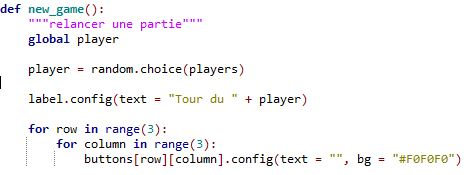 def new_game():
    """relancer une partie"""
    global player
    player = random.choice(players)
    label.config(text = "Tour du " + player)
    for row in range(3):
        for column in range(3):
            buttons[row][column].config(text = "", bg = "#F0F0F0")